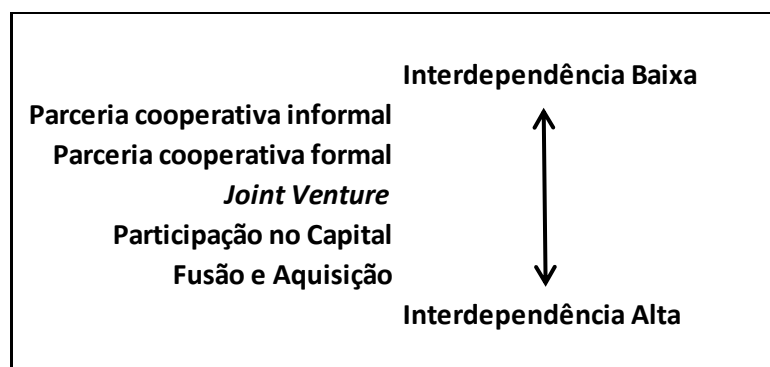 Interdependência Baixa
Parceria cooperativa informal
Parceria cooperativa formal
Joint Venture
Participação no Capital
Fusão e Aquisição
Interdependência Alta